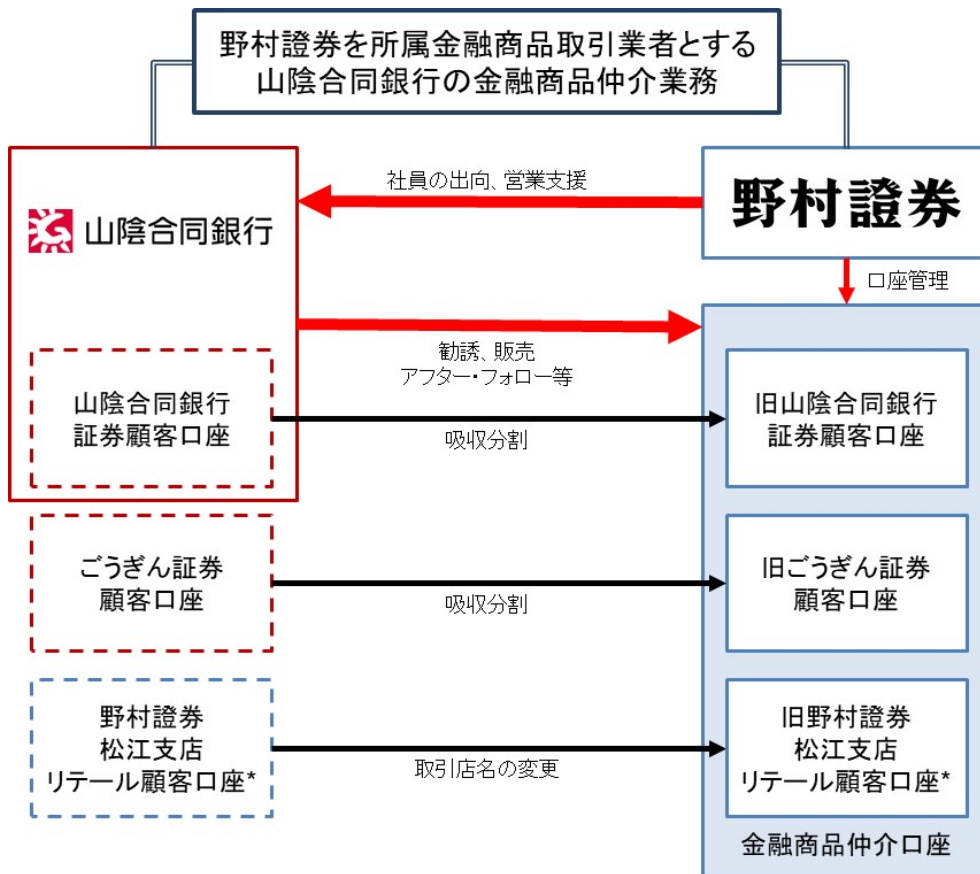 野村證券を所属金融商品取引業者とする
山陰合同銀行の金融商品仲介業務
社員の出向、営業支援
山陰合同銀行
野村證券
口座管理
勧誘、販売
アフター・フォロー等
山陰合同銀行
証券顧客口座
吸収分割
旧山陰合同銀行
証券顧客口座
ごうぎん証券
顧客口座
吸収分割
旧ごうぎん証券
顧客口座
野村證券
松江支店
リテール顧客口座*
取引店名の変更
旧野村證券
松江支店
リテール顧客口座*
金融商品仲介口座